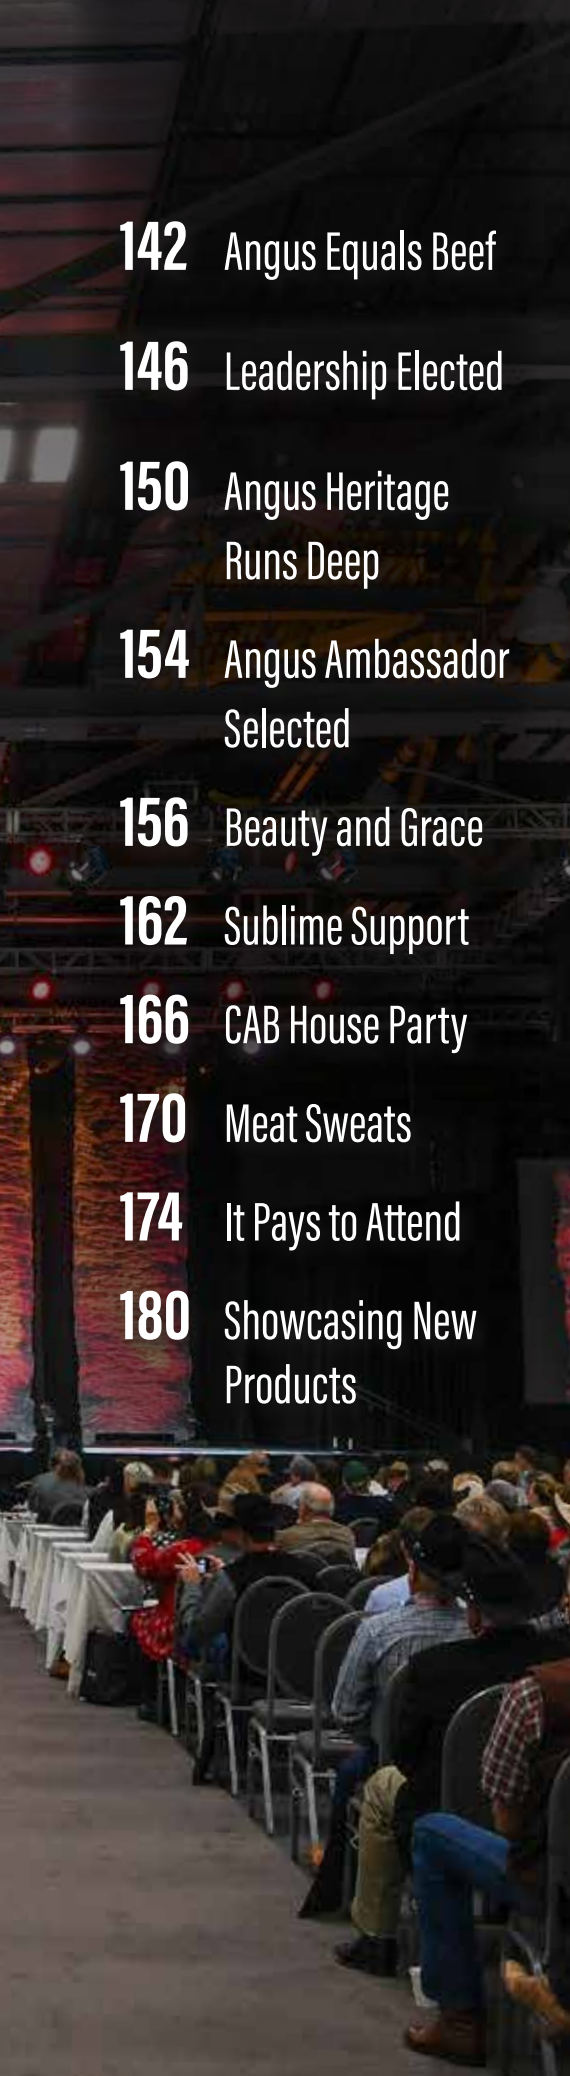 142 Angus Equals Beef
146 Leadership Elected
150 Angus Heritage
Runs Deep
154 Angus Ambassador
Selected
156 Beauty and Grace
162 Sublime Support
166 CAB House Party
170 Meat Sweats
174 It Pays to Attend
180 Showcasing New
Products